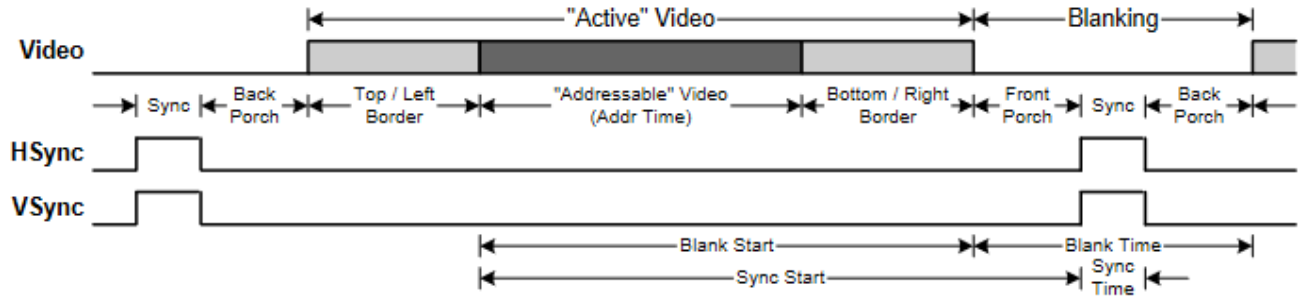 "Active" Video
Blanking
Video
Sync
Back
Porch
Top / Left
Border
"Addressable" Video
(Addr Time)
Bottom / Right
Border
Front
Porch
Sync
Back
Porch
HSync
VSync
Blank Start
Blank Time
Sync Start
Sync
Time